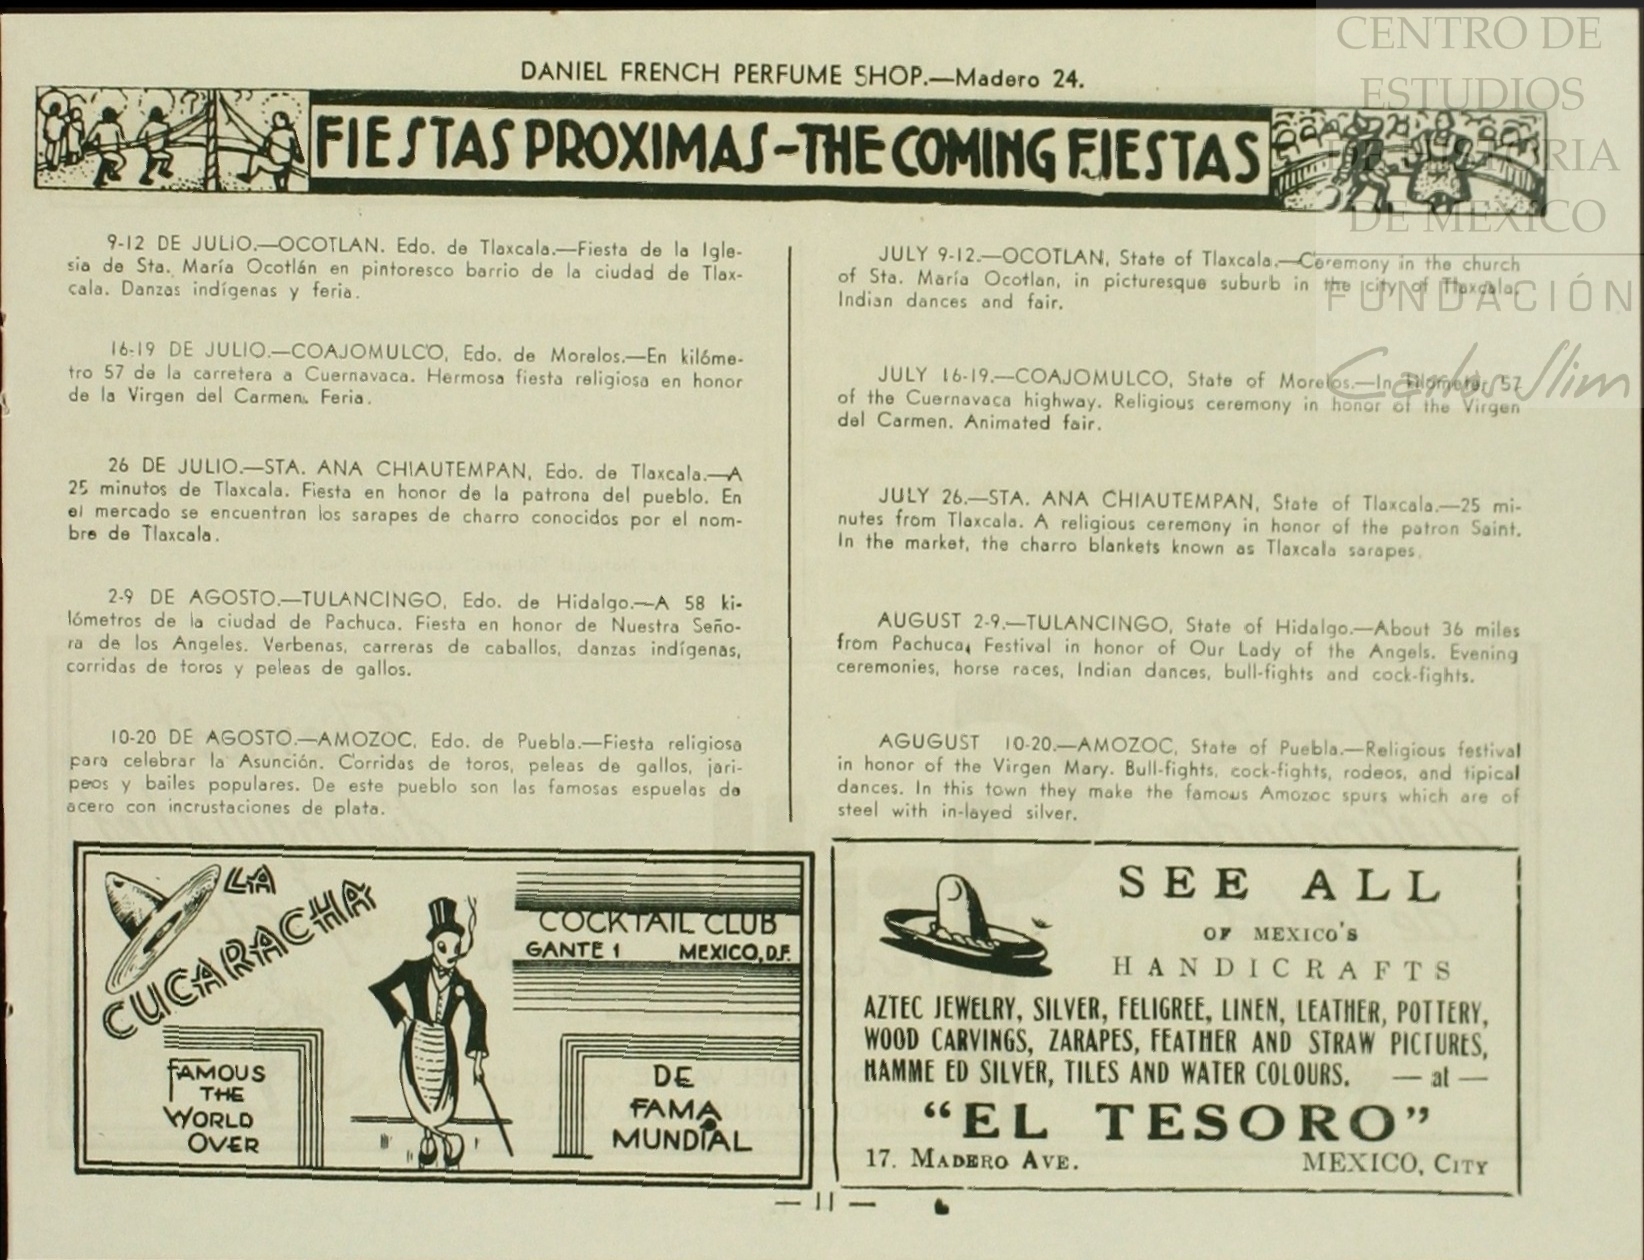 DANIEL FRENCH PERFUME SHOP.—Madero 24.
FIESTAS PROXIMAS-THE COMING FIESTAS
9-12 DE JULIO.—OCOTLAN. Edo. de Tlaxcala.—Fiesta de la Igle-
sia de Sta. María Ocotlán en pintoresco barrio de la ciudad de Tlax-
cala. Danzas indígenas y feria.
16-19 DE JULIO.—COAJOMULCO, Edo. de Morelos.—En kilóme-
tro 57 de la carretera a Cuernavaca. Hermosa fiesta religiosa en honor
de la Virgen del Carmen. Feria.
26 DE JULIO.—STA. ANA CHIAUTEMPAN, Edo. de Tlaxcala.—A
25 minutos de Tlaxcala. Fiesta en honor de la patrona del pueblo. En
el mercado se encuentran los sarapes de charro conocidos por el nom-
bre de Tlaxcala.
2-9 DE AGOSTO.—TULANCINGO, Edo. de Hidalgo.—A 58 ki-
lómetros de la ciudad de Pachuca. Fiesta en honor de Nuestra Seño-
ra de los Angeles. Verbenas, carreras de caballos, danzas indígenas,
corridas de toros y peleas de gallos.
10-20 DE AGOSTO.—AMOZOC, Edo. de Puebla.—Fiesta religiosa
para celebrar la Asunción. Corridas de toros, peleas de gallos, jari-
peos y bailes populares. De este pueblo son las famosas espuelas de
acero con incrustaciones de plata.
JULY 9-12.—OCOTLAN, State of Tlaxcala.—Ceremony in the church
of Sta. María Ocotlan, in picturesque suburb in the city of Tlaxcala.
Indian dances and fair.
JULY 16-19.—COAJOMULCO, State of Morelos.—In kilometer 57
of the Cuernavaca highway. Religious ceremony in honor of the Virgen
del Carmen. Animated fair.
JULY 26.—STA. ANA CHIAUTEMPAN, State of Tlaxcala.—25 mi-
nutes from Tlaxcala. A religious ceremony in honor of the patron Saint.
In the market, the charro blankets known as Tlaxcala sarapes.
AUGUST 2-9.—TULANCINGO, State of Hidalgo.—About 36 miles
from Pachuca, Festival in honor of Our Lady of the Angels. Evening
ceremonies, horse races, Indian dances, bull-fights and cock-fights.
AGUGUST 10-20.—AMOZOC, State of Puebla.—Religious festival
in honor of the Virgen Mary. Bull-fights, cock-fights, rodeos, and tipical
dances. In this town they make the famous Amozoc spurs which are of
steel with in-layed silver.
LA
CUCARACHA
COCKTAIL CLUB
GANTE 1 MEXICO, D.F.
FAMOUS
THE
WORLD
OVER
DE
FAMA
MUNDIAL
SEE ALL
OF MEXICO'S
HANDICRAFTS
AZTEC JEWELRY, SILVER, FELIGREE, LINEN, LEATHER, POTTERY,
WOOD CARVINGS, ZARAPES, FEATHER AND STRAW PICTURES,
HAMME ED SILVER, TILES AND WATER COLOURS. — at —
"EL TESORO"
17. MADERO AVE. MEXICO, CITY
— 11 —
CENTRO DE
ESTUDIOS
DE HISTORIA
DE MÉXICO
FUNDACIÓN
Carlos Slim